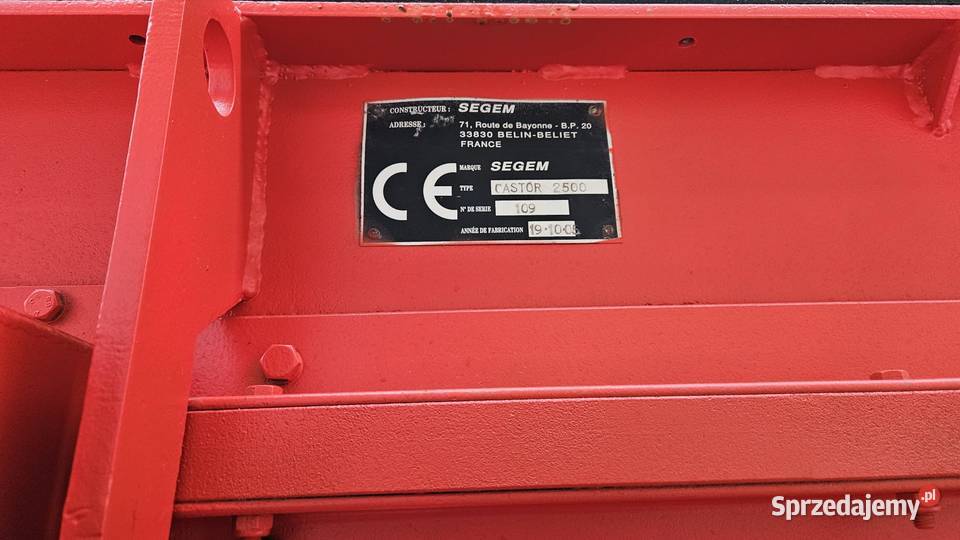 CONSTRUCTEUR : SEGEM
ADRESSE : 71, Route de Bayonne - B.P. 20
33830 BELIN-BELIET
FRANCE
CE
MARQUE SEGEM
TYPE CASTOR 2500
N° DE SERIE 109
ANNÉE DE FABRICATION
Sprzedajemy.pl